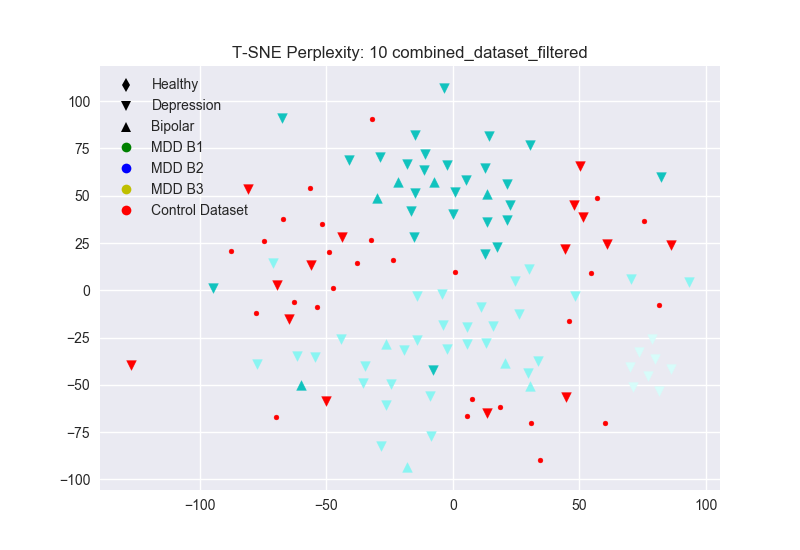 T-SNE Perplexity: 10 combined_dataset_filtered
Healthy
Depression
Bipolar
MDD B1
MDD B2
MDD B3
Control Dataset
100
75
50
25
0
−25
−50
−75
−100
−100 −50 0 50 100